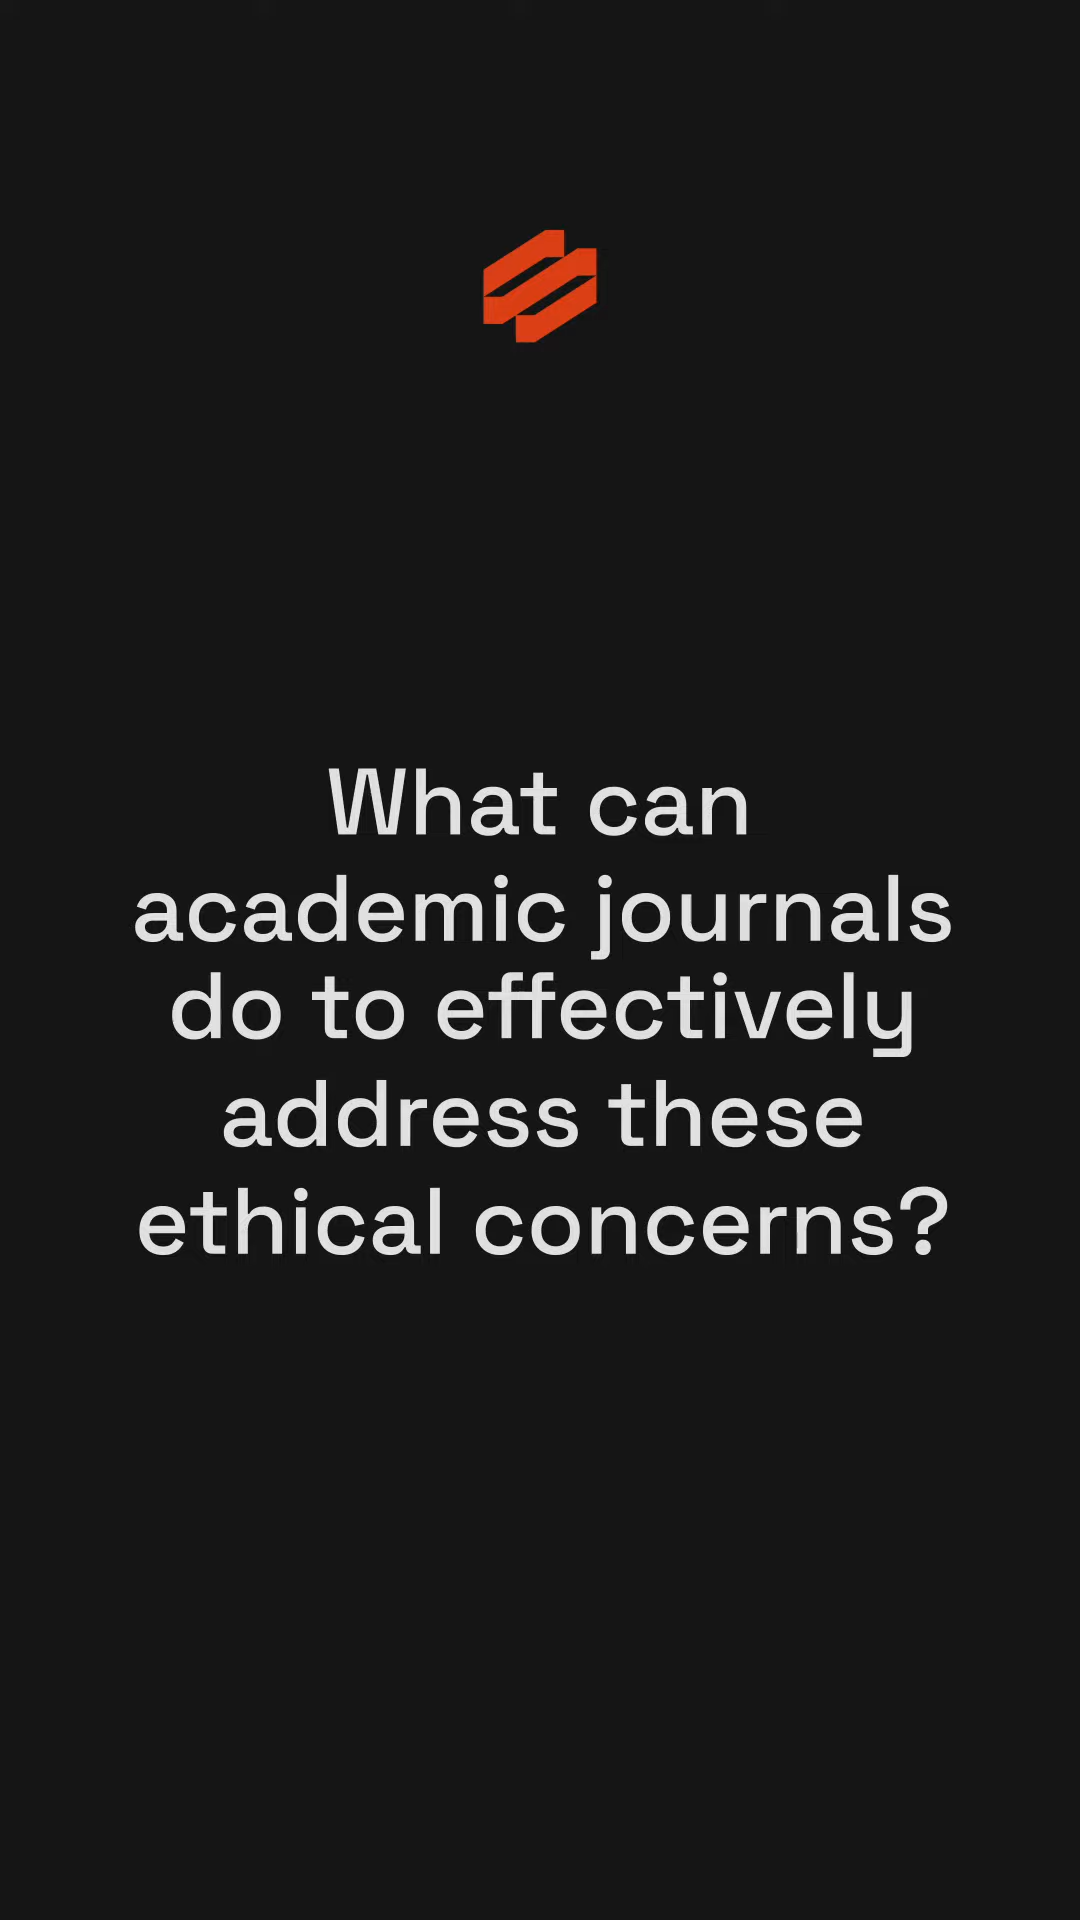 What can
academic journals
do to effectively
address these
ethical concerns?